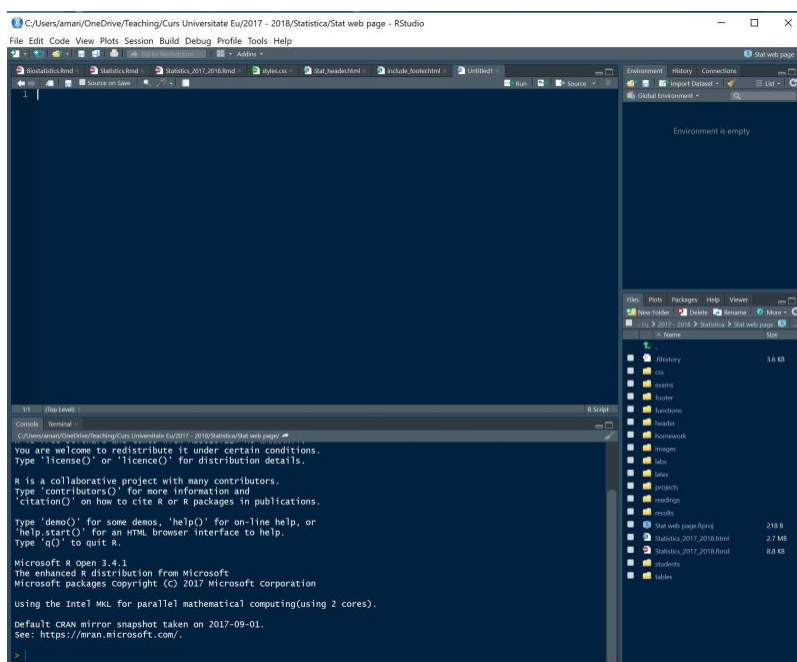 C:/Users/amari/OneDrive/Teaching/Curs Universitate Eu/2017 - 2018/Statistica/Stat web page - RStudio
File Edit Code View Plots Session Build Debug Profile Tools Help
Go to file/function Addins Stat web page
Biostatistics.Rmd Statistics.Rmd Statistics_2017_2018.Rmd styles.css Stat_header.html include_footer.html Untitled1
Source on Save Run Source
1
1:1 (Top Level) R Script
Console Terminal
C:/Users/amari/OneDrive/Teaching/Curs Universitate Eu/2017 - 2018/Statistica/Stat web page/
You are welcome to redistribute it under certain conditions.
Type 'license()' or 'licence()' for distribution details.
R is a collaborative project with many contributors.
Type 'contributors()' for more information and
'citation()' on how to cite R or R packages in publications.
Type 'demo()' for some demos, 'help()' for on-line help, or
'help.start()' for an HTML browser interface to help.
Type 'q()' to quit R.
Microsoft R Open 3.4.1
The enhanced R distribution from Microsoft
Microsoft packages Copyright (C) 2017 Microsoft Corporation
Using the Intel MKL for parallel mathematical computing(using 2 cores).
Default CRAN mirror snapshot taken on 2017-09-01.
See: https://mran.microsoft.com/.
>
Environment History Connections
Import Dataset List
Global Environment
Environment is empty
Files Plots Packages Help Viewer
New Folder Delete Rename More
Eu 2017 - 2018 Statistica Stat web page
Name Size
..
.Rhistory 3.6 KB
css
exams
footer
functions
header
homework
images
labs
latex
projects
readings
results
Stat web page.Rproj 218 B
Statistics_2017_2018.html 2.7 MB
Statistics_2017_2018.Rmd 8.8 KB
students
tables